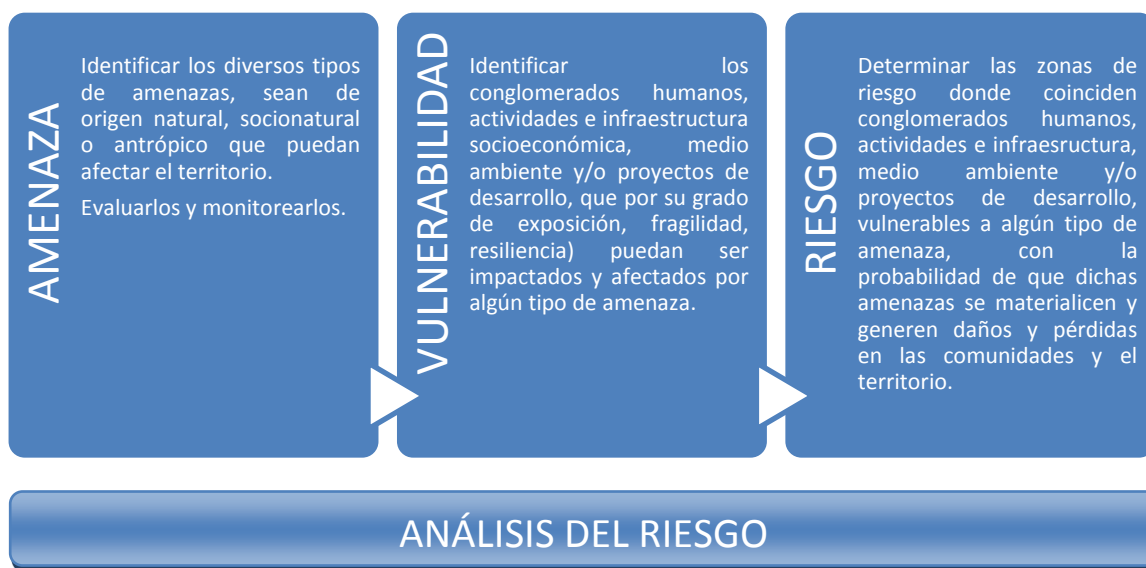 AMENAZA
Identificar los diversos tipos
de amenazas, sean de
origen natural, socionatural
o antrópico que puedan
afectar el territorio.
Evaluarlos y monitorearlos.
VULNERABILIDAD
Identificar los
conglomerados humanos,
actividades e infraestructura
socioeconómica, medio
ambiente y/o proyectos de
desarrollo, que por su grado
de exposición, fragilidad,
resiliencia) puedan ser
impactados y afectados por
algún tipo de amenaza.
RIESGO
Determinar las zonas de
riesgo donde coinciden
conglomerados humanos,
actividades e infraesructura,
medio ambiente y/o
proyectos de desarrollo,
vulnerables a algún tipo de
amenaza, con la
probabilidad de que dichas
amenazas se materialicen y
generen daños y pérdidas
en las comunidades y el
territorio.
ANÁLISIS DEL RIESGO